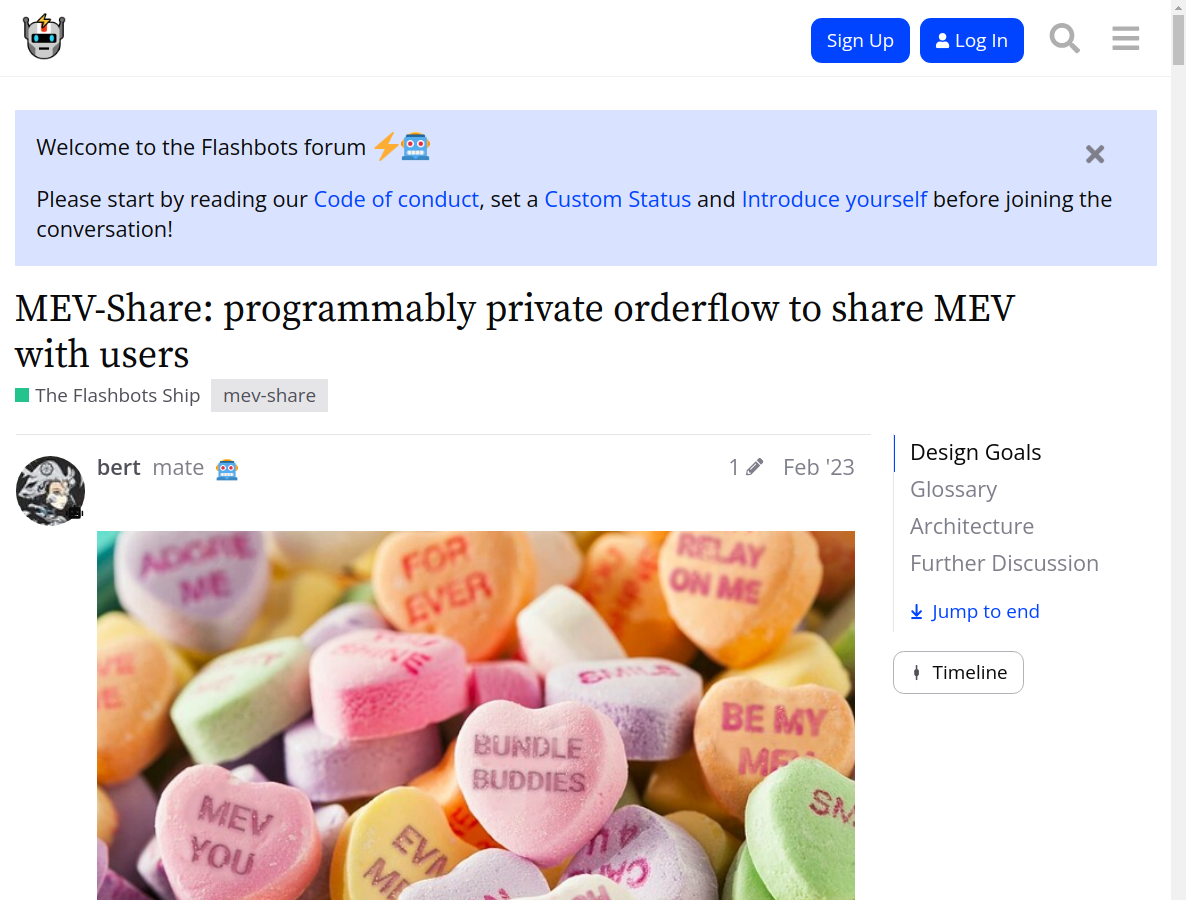 Sign Up
Log In
Welcome to the Flashbots forum
Please start by reading our Code of conduct, set a Custom Status and Introduce yourself before joining the
conversation!
MEV-Share: programmably private orderflow to share MEV
with users
The Flashbots Ship mev-share
bert mate 1 Feb '23
Design Goals
Glossary
Architecture
Further Discussion
Jump to end
Timeline
ADORE
ME
FOR
EVER
RELAY
ON ME
SMILE
BE MY
BUNDLE
BUDDIES
MEV
YOU
EVM